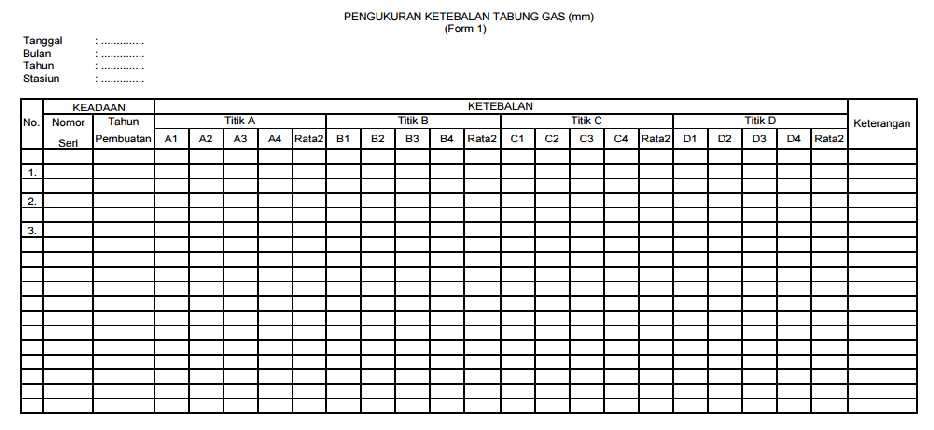 PENGUKURAN KETEBALAN TABUNG GAS (mm)
(Form 1)
Tanggal : .............
Bulan : .............
Tahun : .............
Stasiun : .............
No. KEADAAN KETEBALAN Keterangan
Nomor Seri Tahun Pembuatan Titik A Titik B Titik C Titik D
A1 A2 A3 A4 Rata2 B1 B2 B3 B4 Rata2 C1 C2 C3 C4 Rata2 D1 D2 D3 D4 Rata2
1.
2.
3.